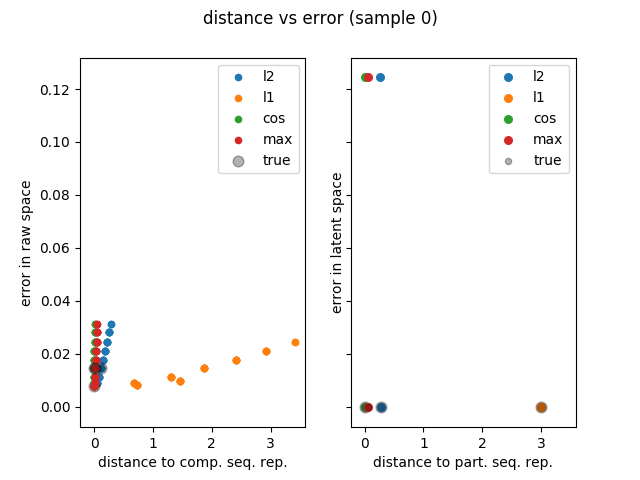 distance vs error (sample 0)
error in raw space
0.12
0.10
0.08
0.06
0.04
0.02
0.00
l2
l1
cos
max
true
0
1
2
3
distance to comp. seq. rep.
error in latent space
l2
l1
cos
max
true
0
1
2
3
distance to part. seq. rep.